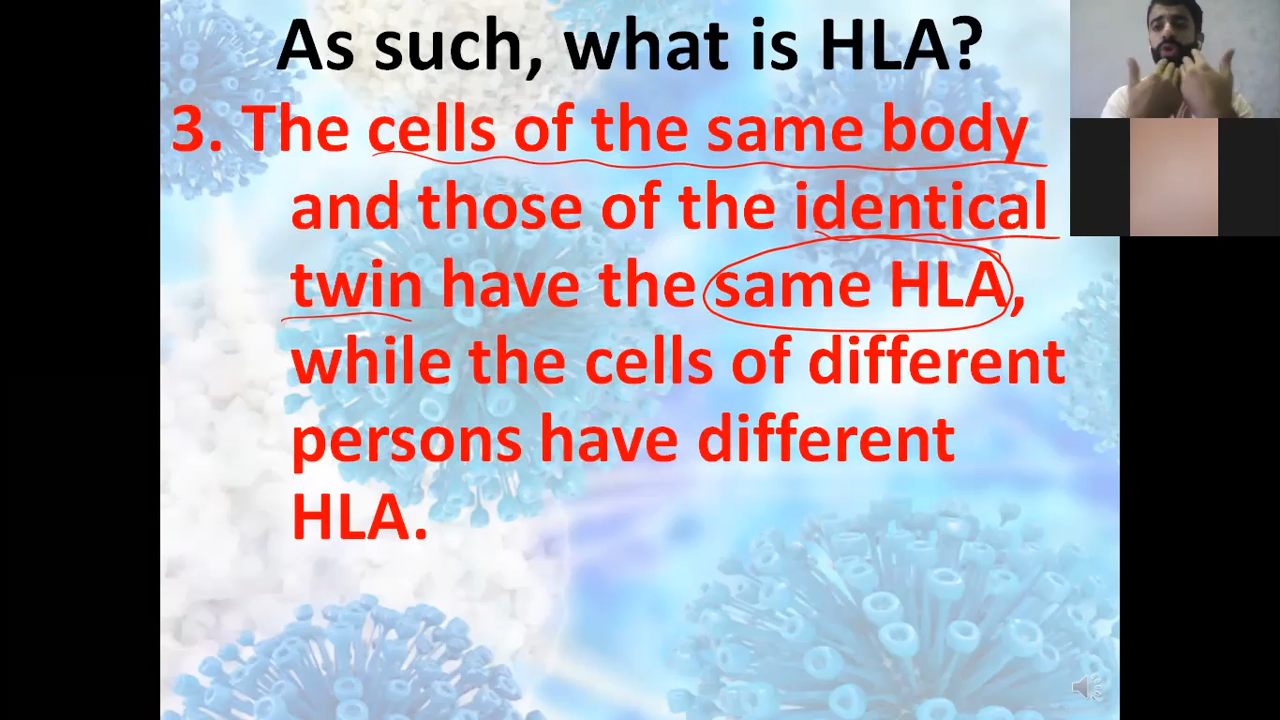 As such, what is HLA?
3. The cells of the same body
and those of the identical
twin have the same HLA,
while the cells of different
persons have different
HLA.